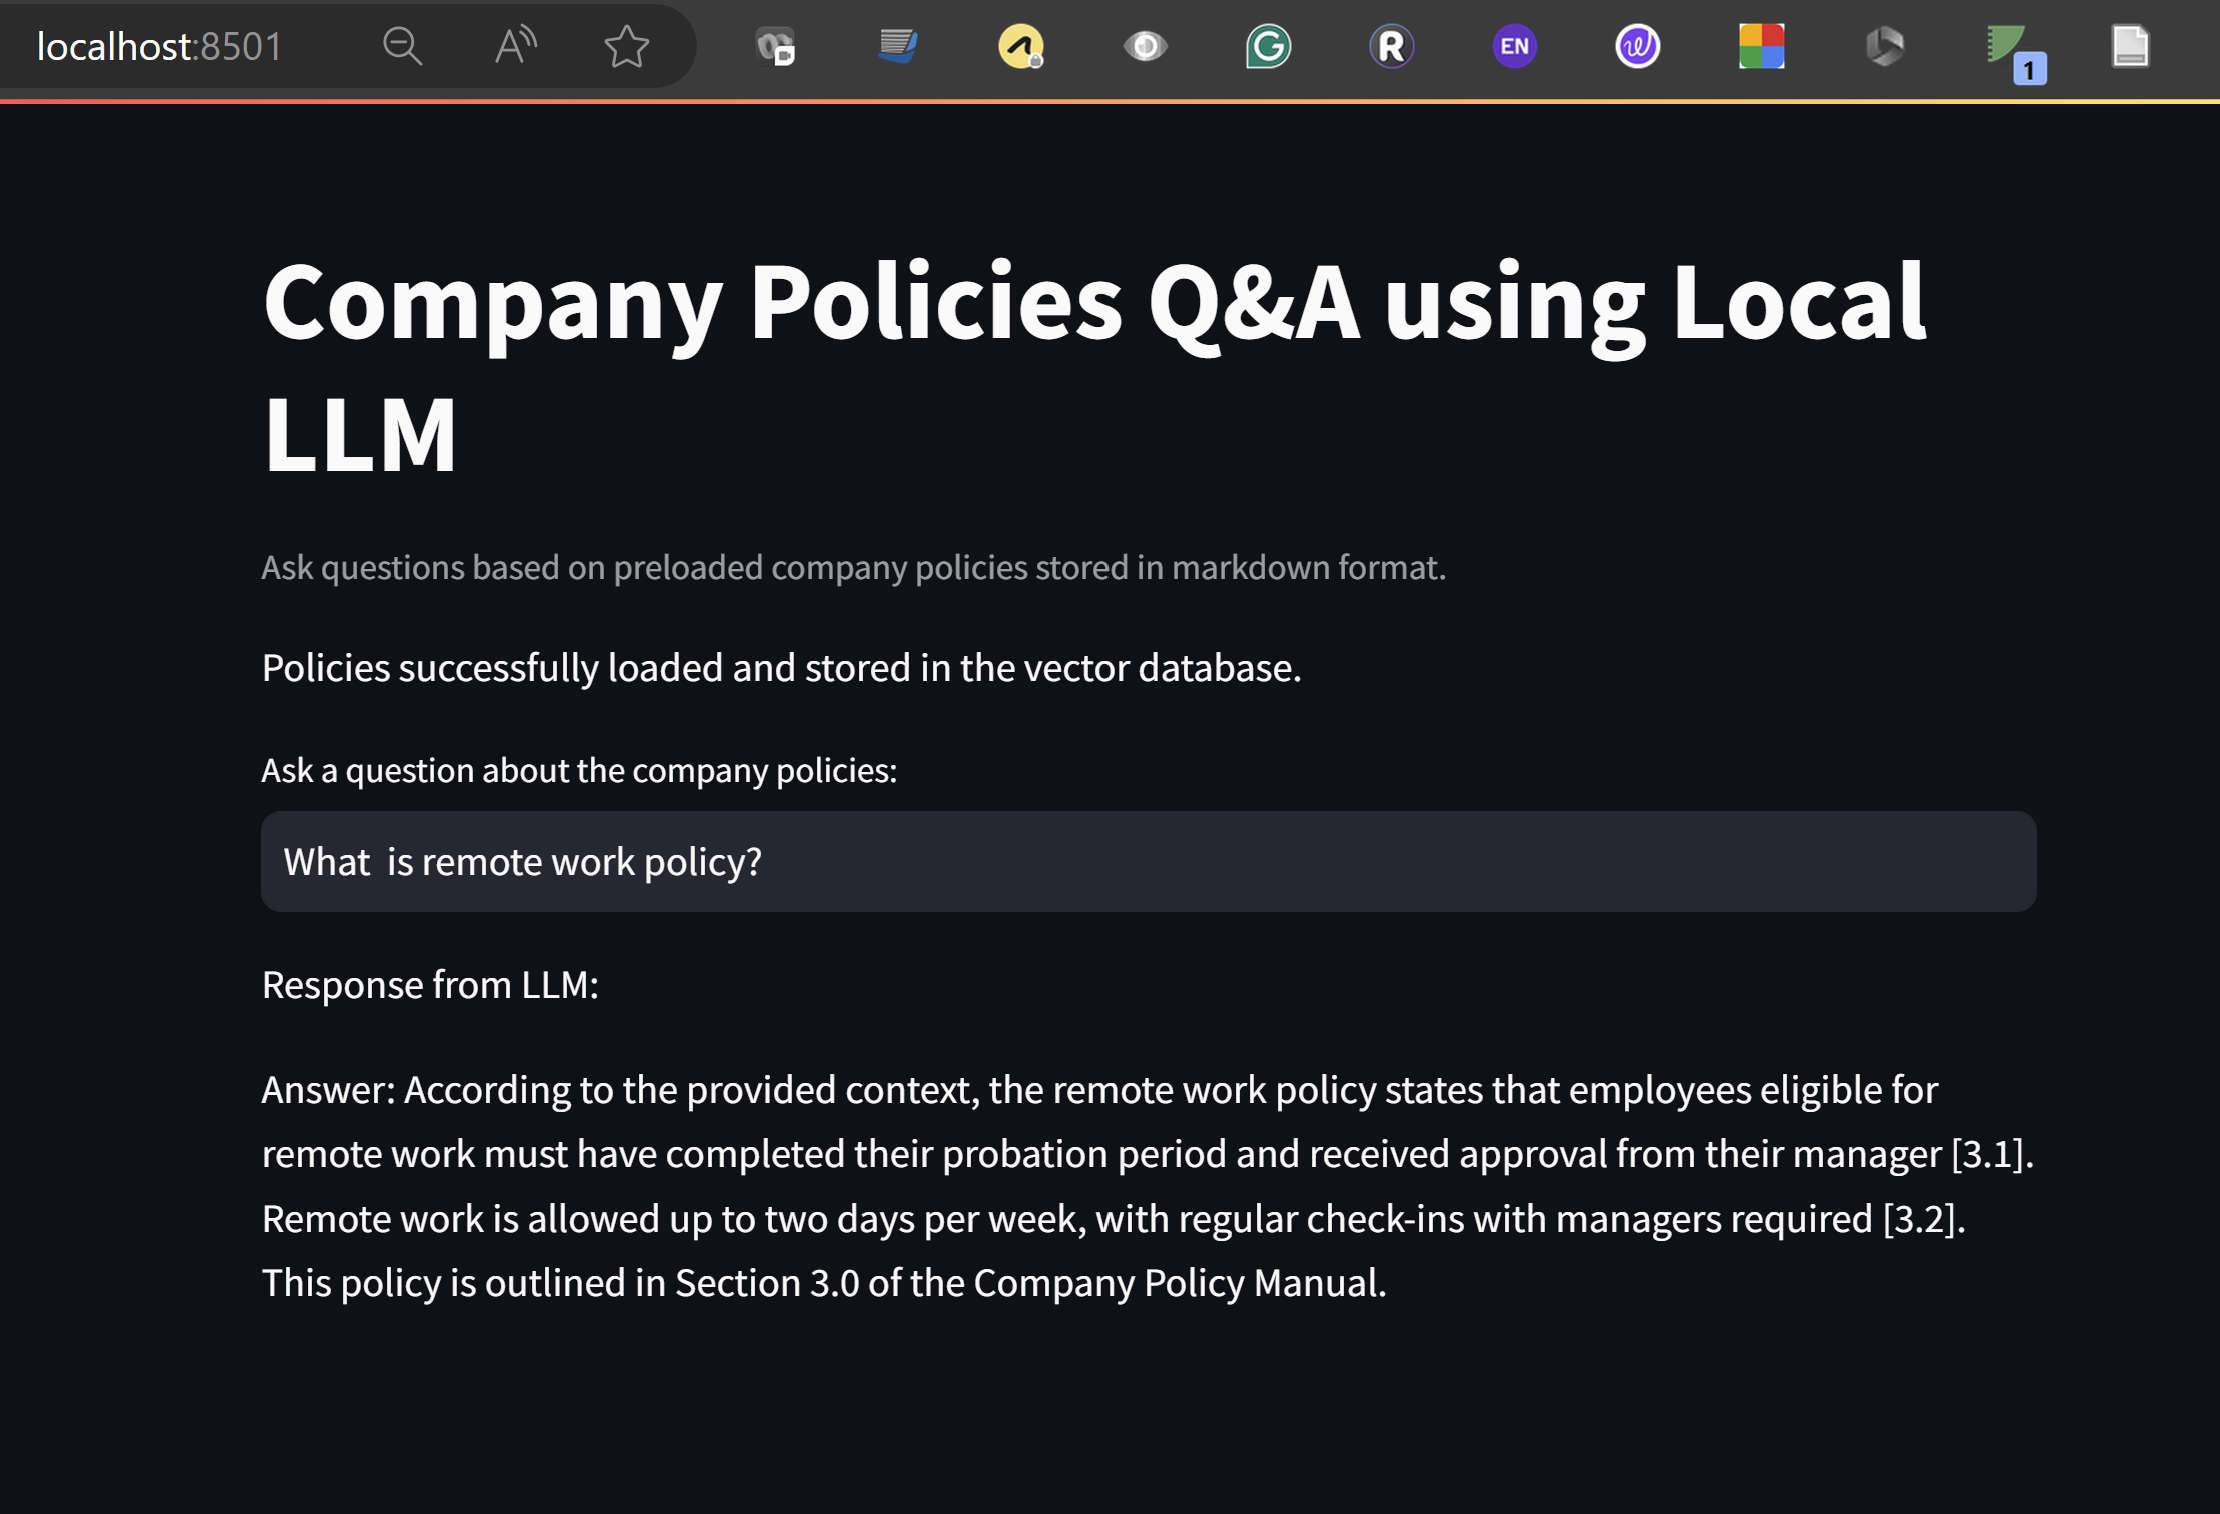 localhost:8501
EN
1
Company Policies Q&A using Local
LLM
Ask questions based on preloaded company policies stored in markdown format.
Policies successfully loaded and stored in the vector database.
Ask a question about the company policies:
What  is remote work policy?
Response from LLM:
Answer: According to the provided context, the remote work policy states that employees eligible for
remote work must have completed their probation period and received approval from their manager [3.1].
Remote work is allowed up to two days per week, with regular check-ins with managers required [3.2].
This policy is outlined in Section 3.0 of the Company Policy Manual.